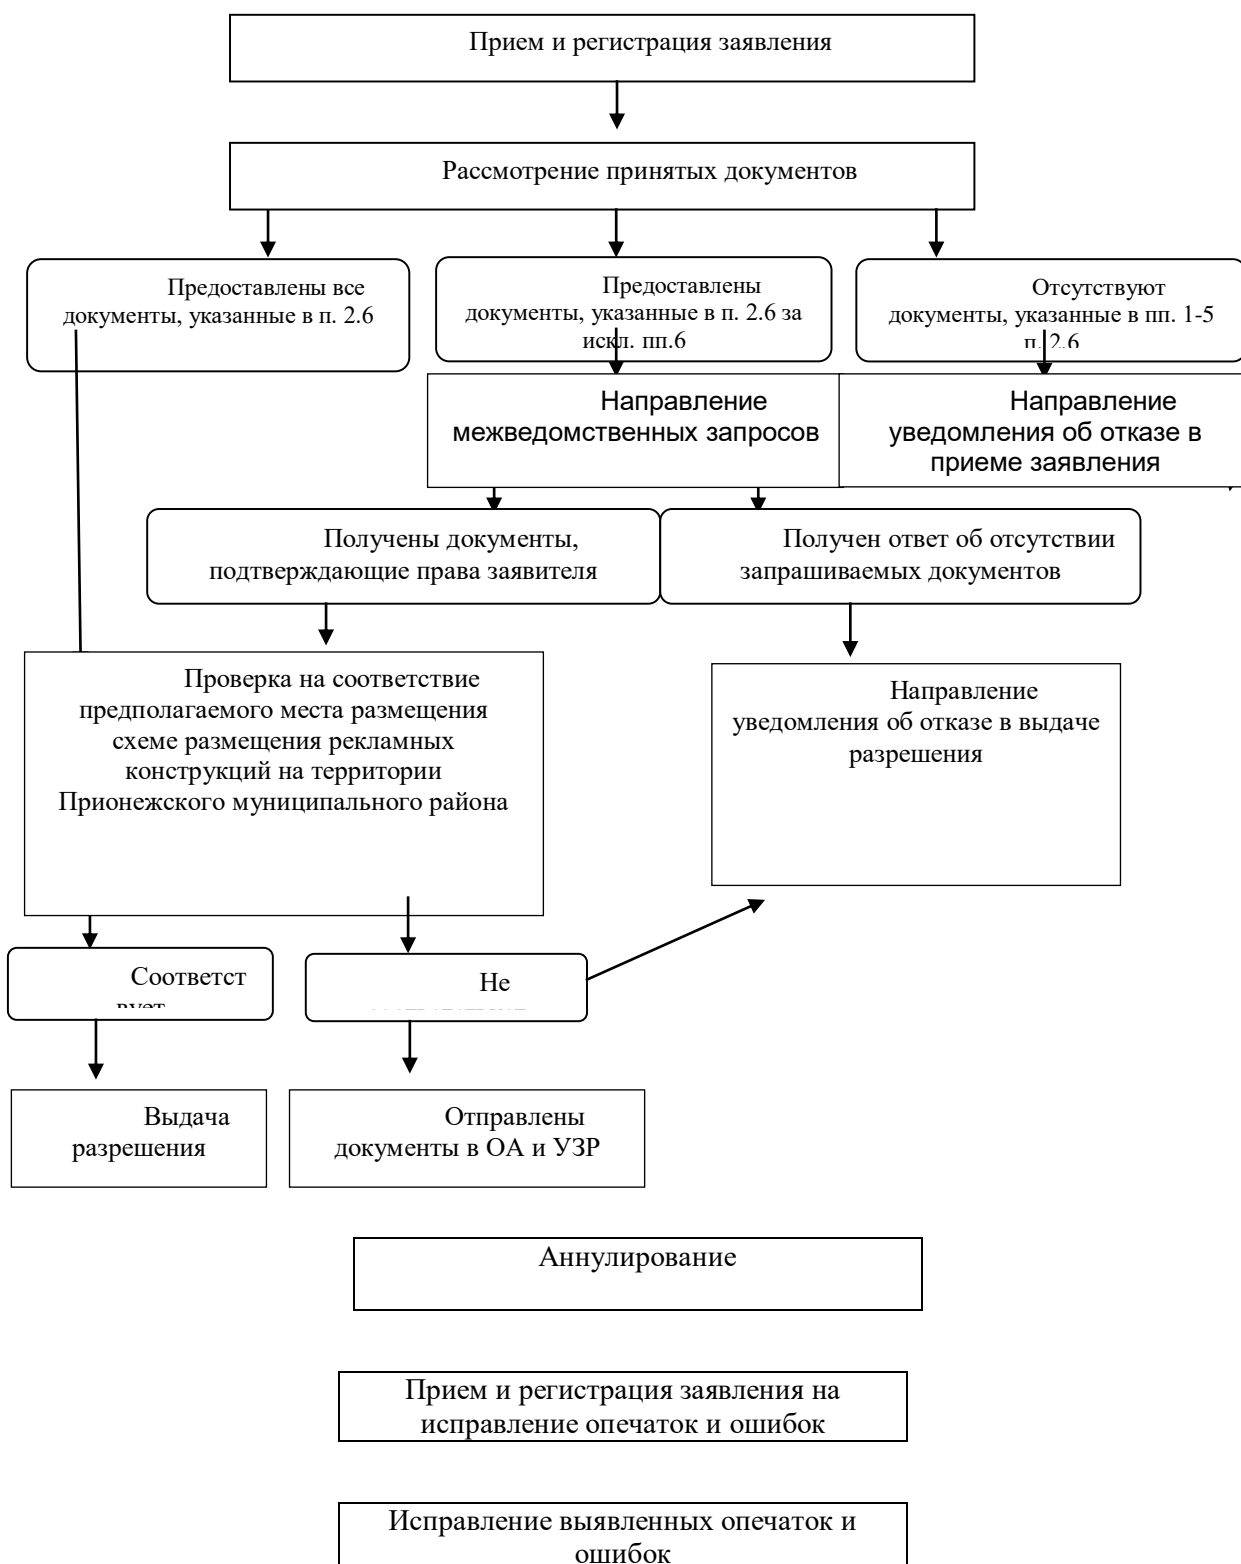 Прием и регистрация заявления
Рассмотрение принятых документов
Предоставлены все
документы, указанные в п. 2.6
Предоставлены
документы, указанные в п. 2.6 за
искл. пп.6
Отсутствуют
документы, указанные в пп. 1-5
п. 2.6
Направление
межведомственных запросов
Направление
уведомления об отказе в
приеме заявления
Получены документы,
подтверждающие права заявителя
Получен ответ об отсутствии
запрашиваемых документов
Проверка на соответствие
предполагаемого места размещения
схеме размещения рекламных
конструкций на территории
Прионежского муниципального района
Направление
уведомления об отказе в выдаче
разрешения
Соответст
вует
Не
Выдача
разрешения
Отправлены
документы в ОА и УЗР
Аннулирование
Прием и регистрация заявления на
исправление опечаток и ошибок
Исправление выявленных опечаток и
ошибок